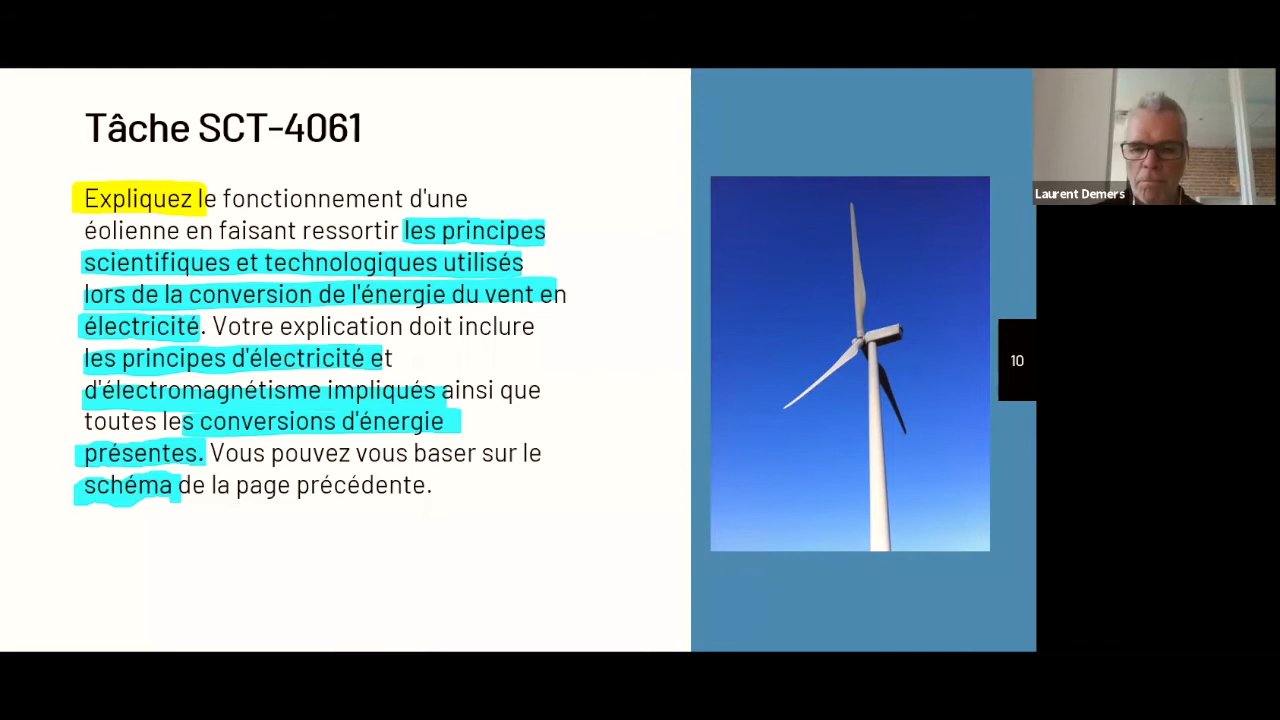 Tâche SCT-4061
Expliquez le fonctionnement d'une
éolienne en faisant ressortir les principes
scientifiques et technologiques utilisés
lors de la conversion de l'énergie du vent en
électricité. Votre explication doit inclure
les principes d'électricité et
d'électromagnétisme impliqués ainsi que
toutes les conversions d'énergie
présentes. Vous pouvez vous baser sur le
schéma de la page précédente.
10
Laurent Demers